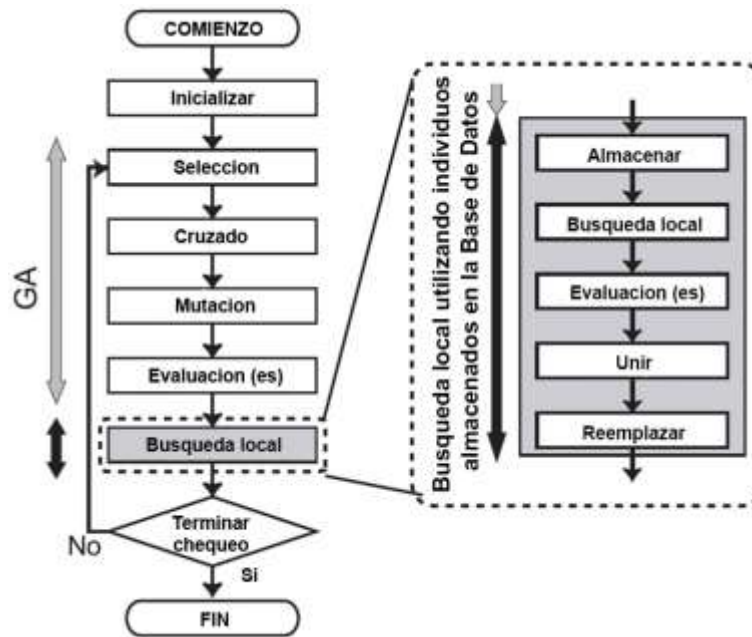 COMIENZO
Inicializar
Seleccion
Cruzado
Mutacion
Evaluacion (es)
Busqueda local
Terminar
chequeo
No
Si
FIN
GA
Busqueda local utilizando individuos
almacenados en la Base de Datos
Almacenar
Busqueda local
Evaluacion (es)
Unir
Reemplazar